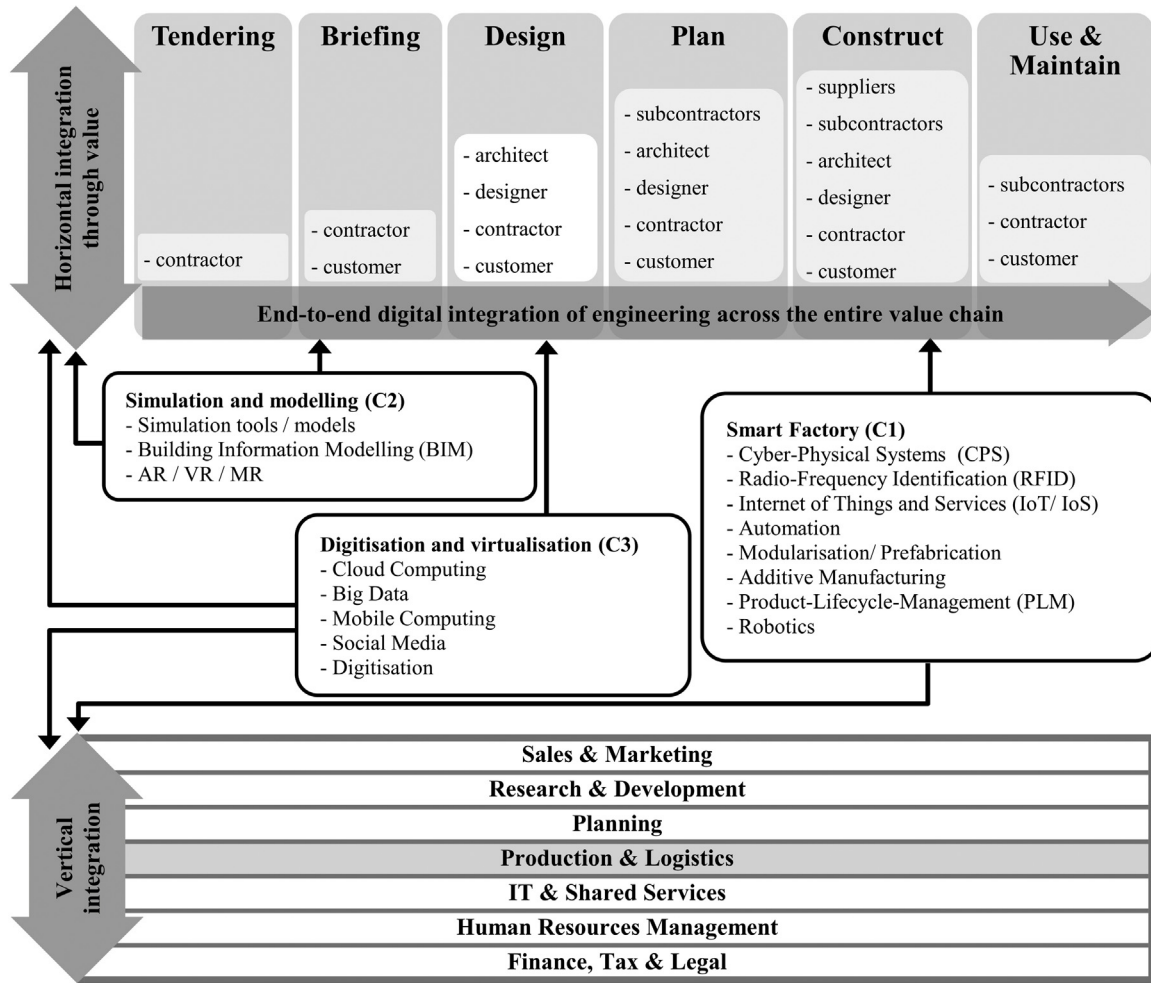 Horizontal integration
through value
Tendering
- contractor
Briefing
- contractor
- customer
Design
- architect
- designer
- contractor
- customer
Plan
- subcontractors
- architect
- designer
- contractor
- customer
Construct
- suppliers
- subcontractors
- architect
- designer
- contractor
- customer
Use &
Maintain
- subcontractors
- contractor
- customer
End-to-end digital integration of engineering across the entire value chain
Simulation and modelling (C2)
- Simulation tools / models
- Building Information Modelling (BIM)
- AR / VR / MR
Digitisation and virtualisation (C3)
- Cloud Computing
- Big Data
- Mobile Computing
- Social Media
- Digitisation
Smart Factory (C1)
- Cyber-Physical Systems (CPS)
- Radio-Frequency Identification (RFID)
- Internet of Things and Services (IoT/ IoS)
- Automation
- Modularisation/ Prefabrication
- Additive Manufacturing
- Product-Lifecycle-Management (PLM)
- Robotics
Vertical
integration
Sales & Marketing
Research & Development
Planning
Production & Logistics
IT & Shared Services
Human Resources Management
Finance, Tax & Legal